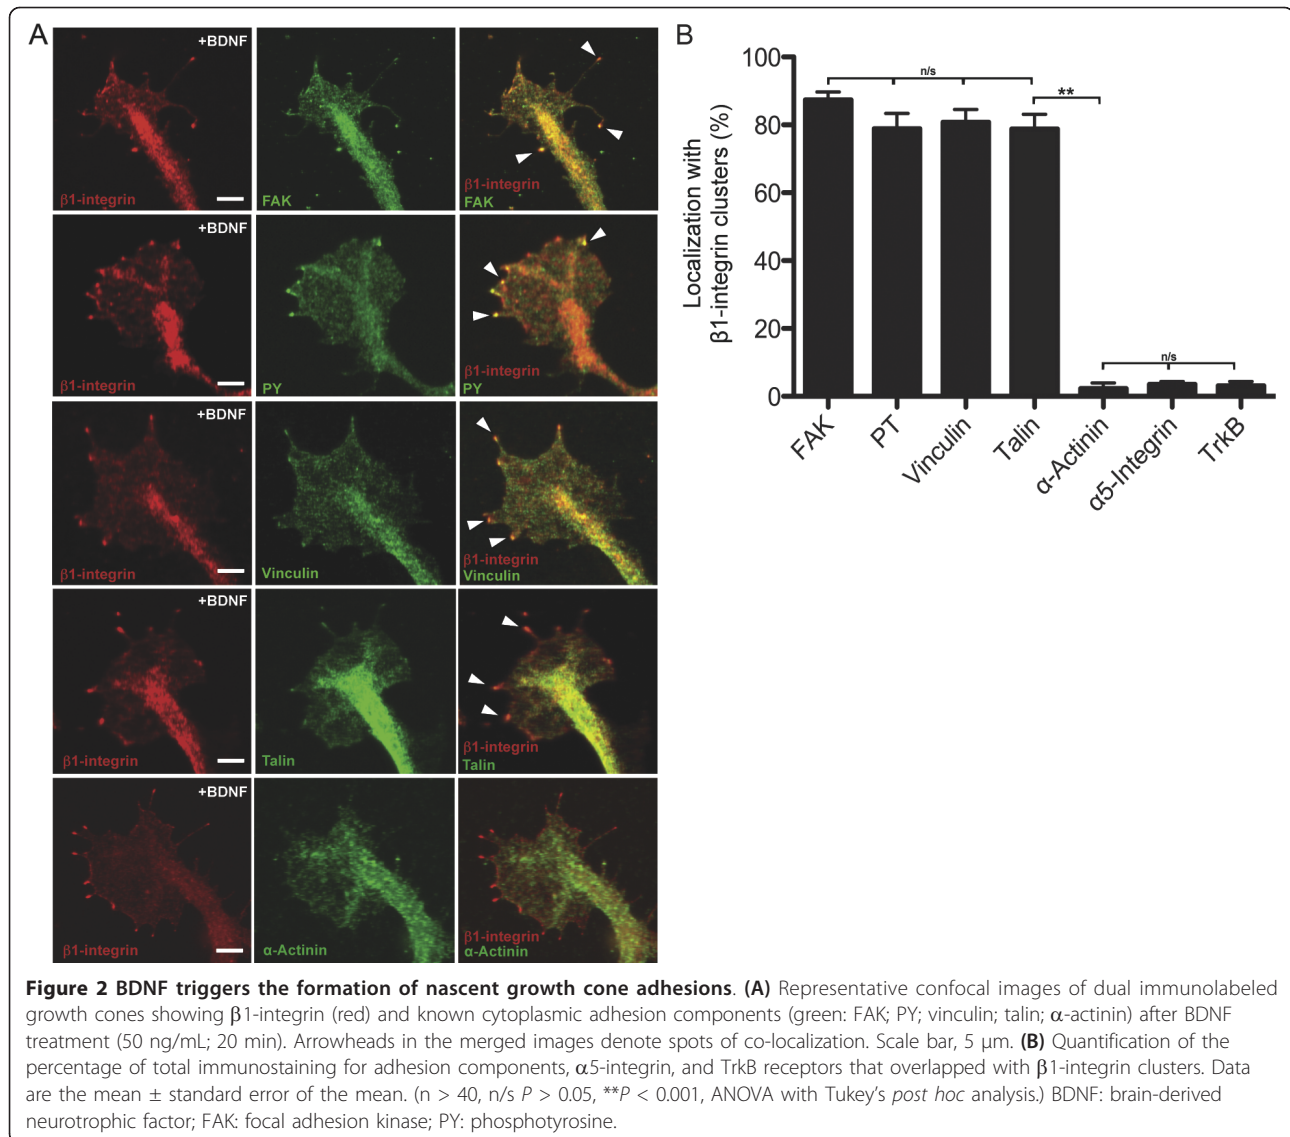 A
+BDNF
β1-integrin
FAK
β1-integrin
FAK
+BDNF
β1-integrin
PY
β1-integrin
PY
+BDNF
β1-integrin
Vinculin
β1-integrin
Vinculin
+BDNF
β1-integrin
Talin
β1-integrin
Talin
+BDNF
β1-integrin
α-Actinin
β1-integrin
α-Actinin
B
Localization with
β1-integrin clusters (%)
100
80
60
40
20
0
n/s
**
n/s
FAK
PT
Vinculin
Talin
α-Actinin
α5-Integrin
TrkB
Figure 2 BDNF triggers the formation of nascent growth cone adhesions. (A) Representative confocal images of dual immunolabeled
growth cones showing β1-integrin (red) and known cytoplasmic adhesion components (green: FAK; PY; vinculin; talin; α-actinin) after BDNF
treatment (50 ng/mL; 20 min). Arrowheads in the merged images denote spots of co-localization. Scale bar, 5 μm. (B) Quantification of the
percentage of total immunostaining for adhesion components, α5-integrin, and TrkB receptors that overlapped with β1-integrin clusters. Data
are the mean ± standard error of the mean. (n > 40, n/s P > 0.05, **P < 0.001, ANOVA with Tukey's post hoc analysis.) BDNF: brain-derived
neurotrophic factor; FAK: focal adhesion kinase; PY: phosphotyrosine.